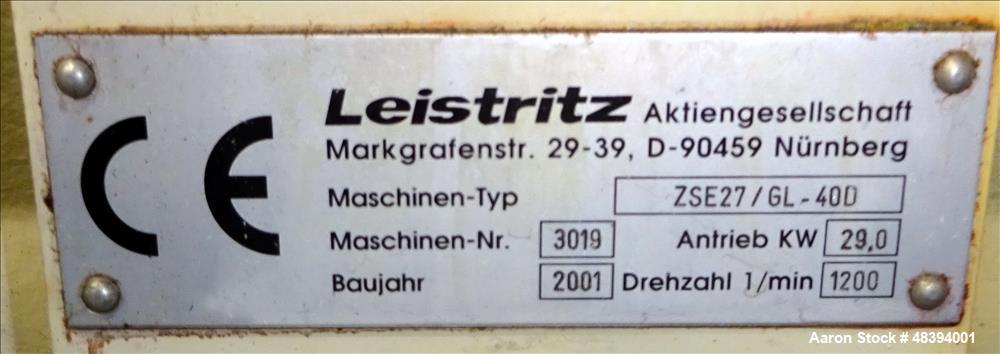 CE
Leistritz Aktiengesellschaft
Markgrafenstr. 29-39, D-90459 Nürnberg
Maschinen-Typ ZSE27/GL-40D
Maschinen-Nr. 3019 Antrieb KW 29,0
Baujahr 2001 Drehzahl 1/min 1200
Aaron Stock # 48394001